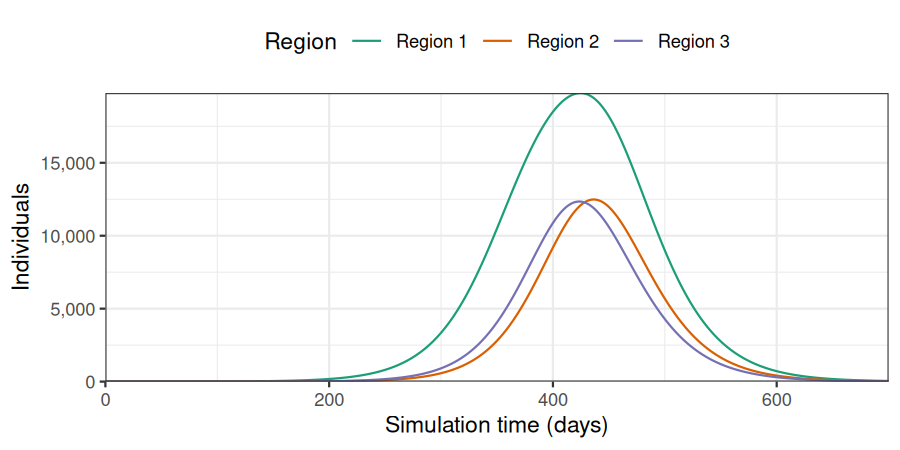 Region Region 1 Region 2 Region 3
Individuals
15,000
10,000
5,000
0
0 200 400 600
Simulation time (days)